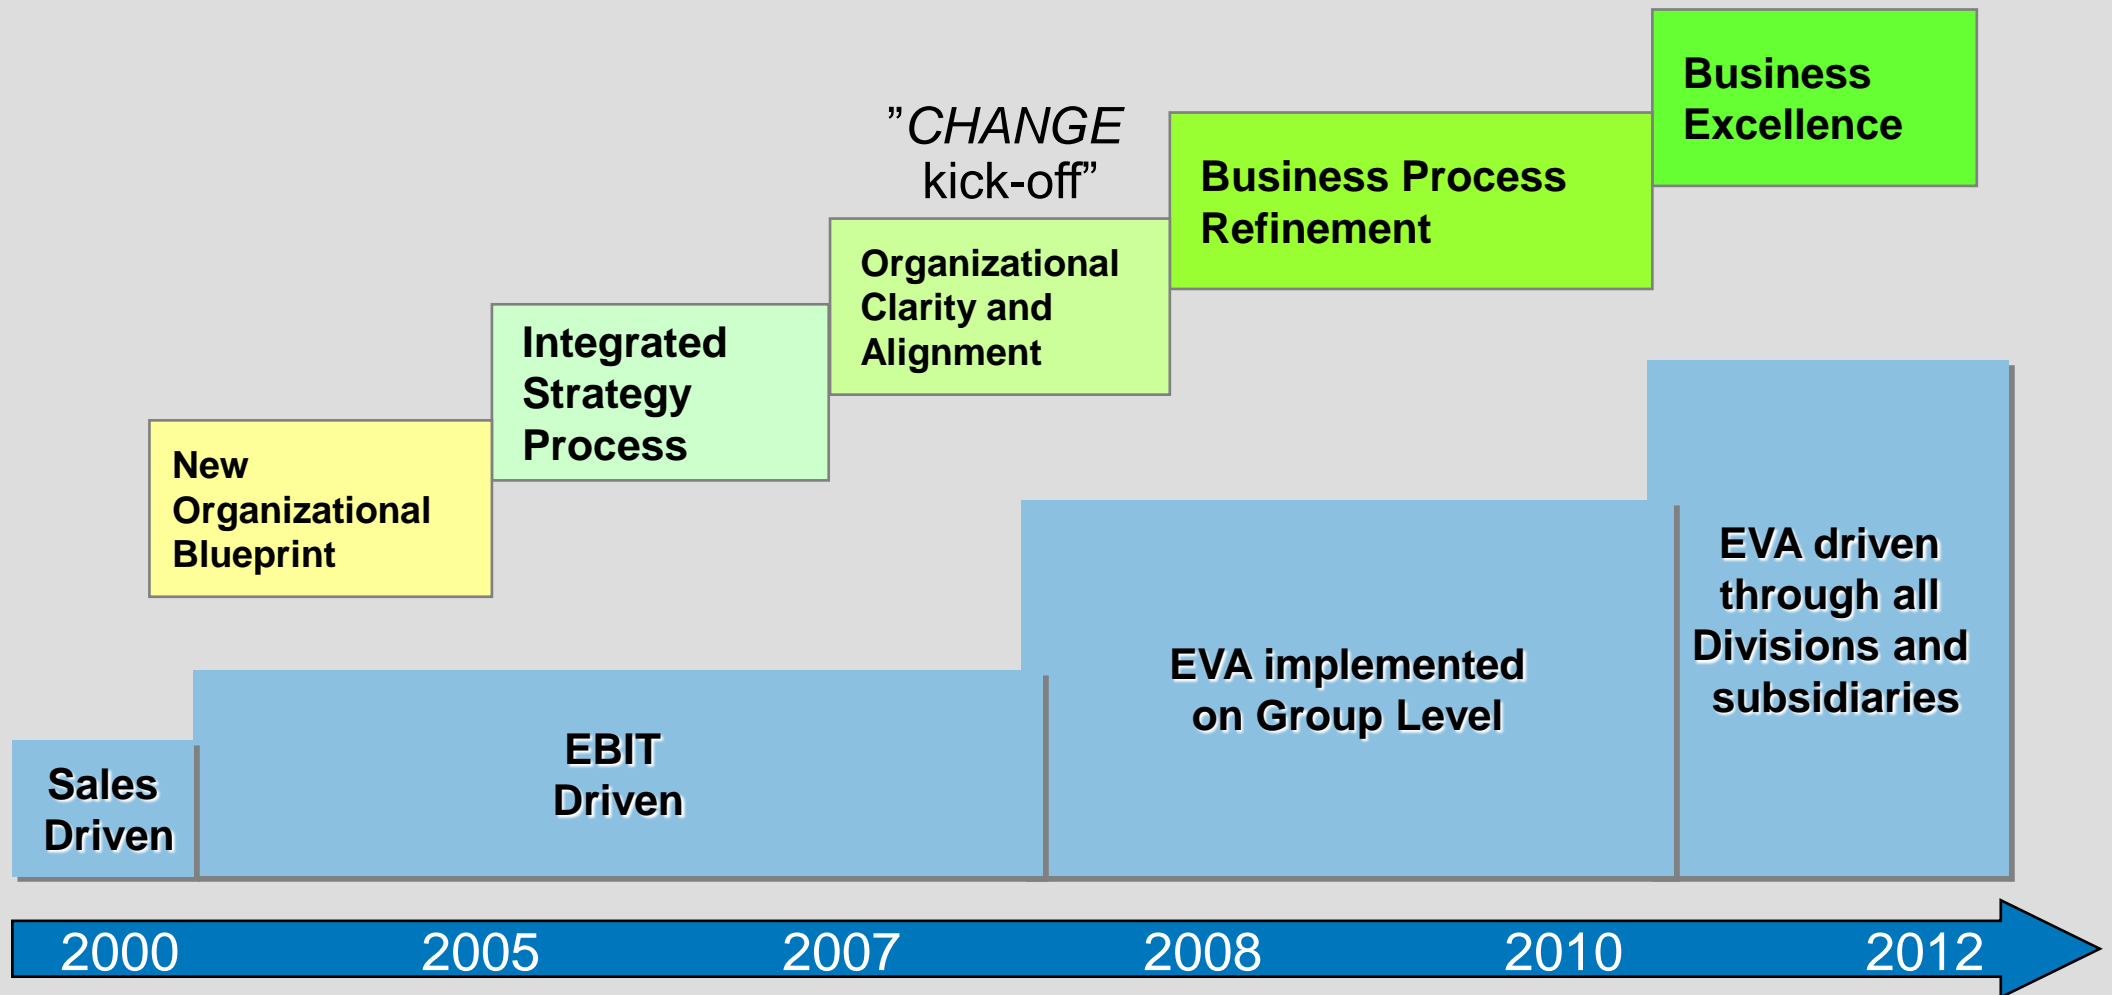 Business
Excellence
”CHANGE
kick-off”
Business Process
Refinement
Organizational
Clarity and
Alignment
Integrated
Strategy
Process
New
Organizational
Blueprint
Sales
Driven
EBIT
Driven
EVA implemented
on Group Level
EVA driven
through all
Divisions and
subsidiaries
2000 2005 2007 2008 2010 2012